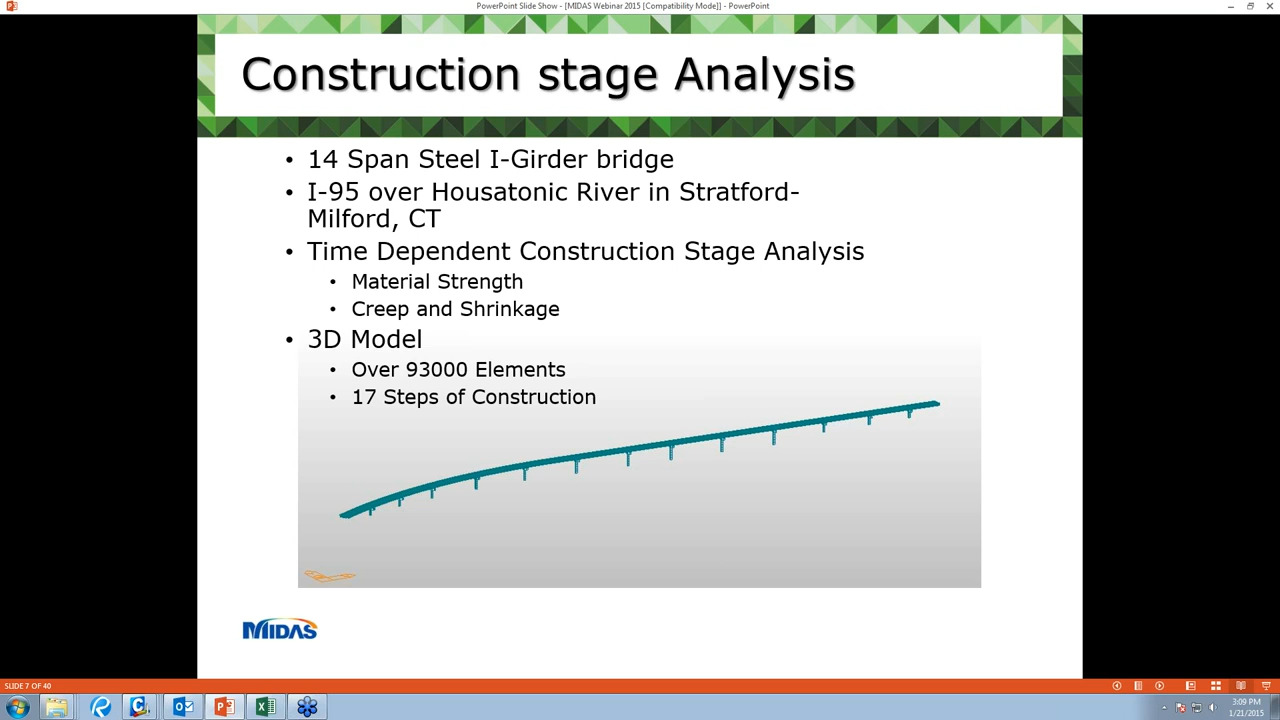 PowerPoint Slide Show - [MIDAS Webinar 2015 [Compatibility Mode]] - PowerPoint
Construction stage Analysis
• 14 Span Steel I-Girder bridge
• I-95 over Housatonic River in Stratford-
Milford, CT
• Time Dependent Construction Stage Analysis
• Material Strength
• Creep and Shrinkage
• 3D Model
• Over 93000 Elements
• 17 Steps of Construction
MIDAS
SLIDE 7 OF 40
3:09 PM
1/21/2015